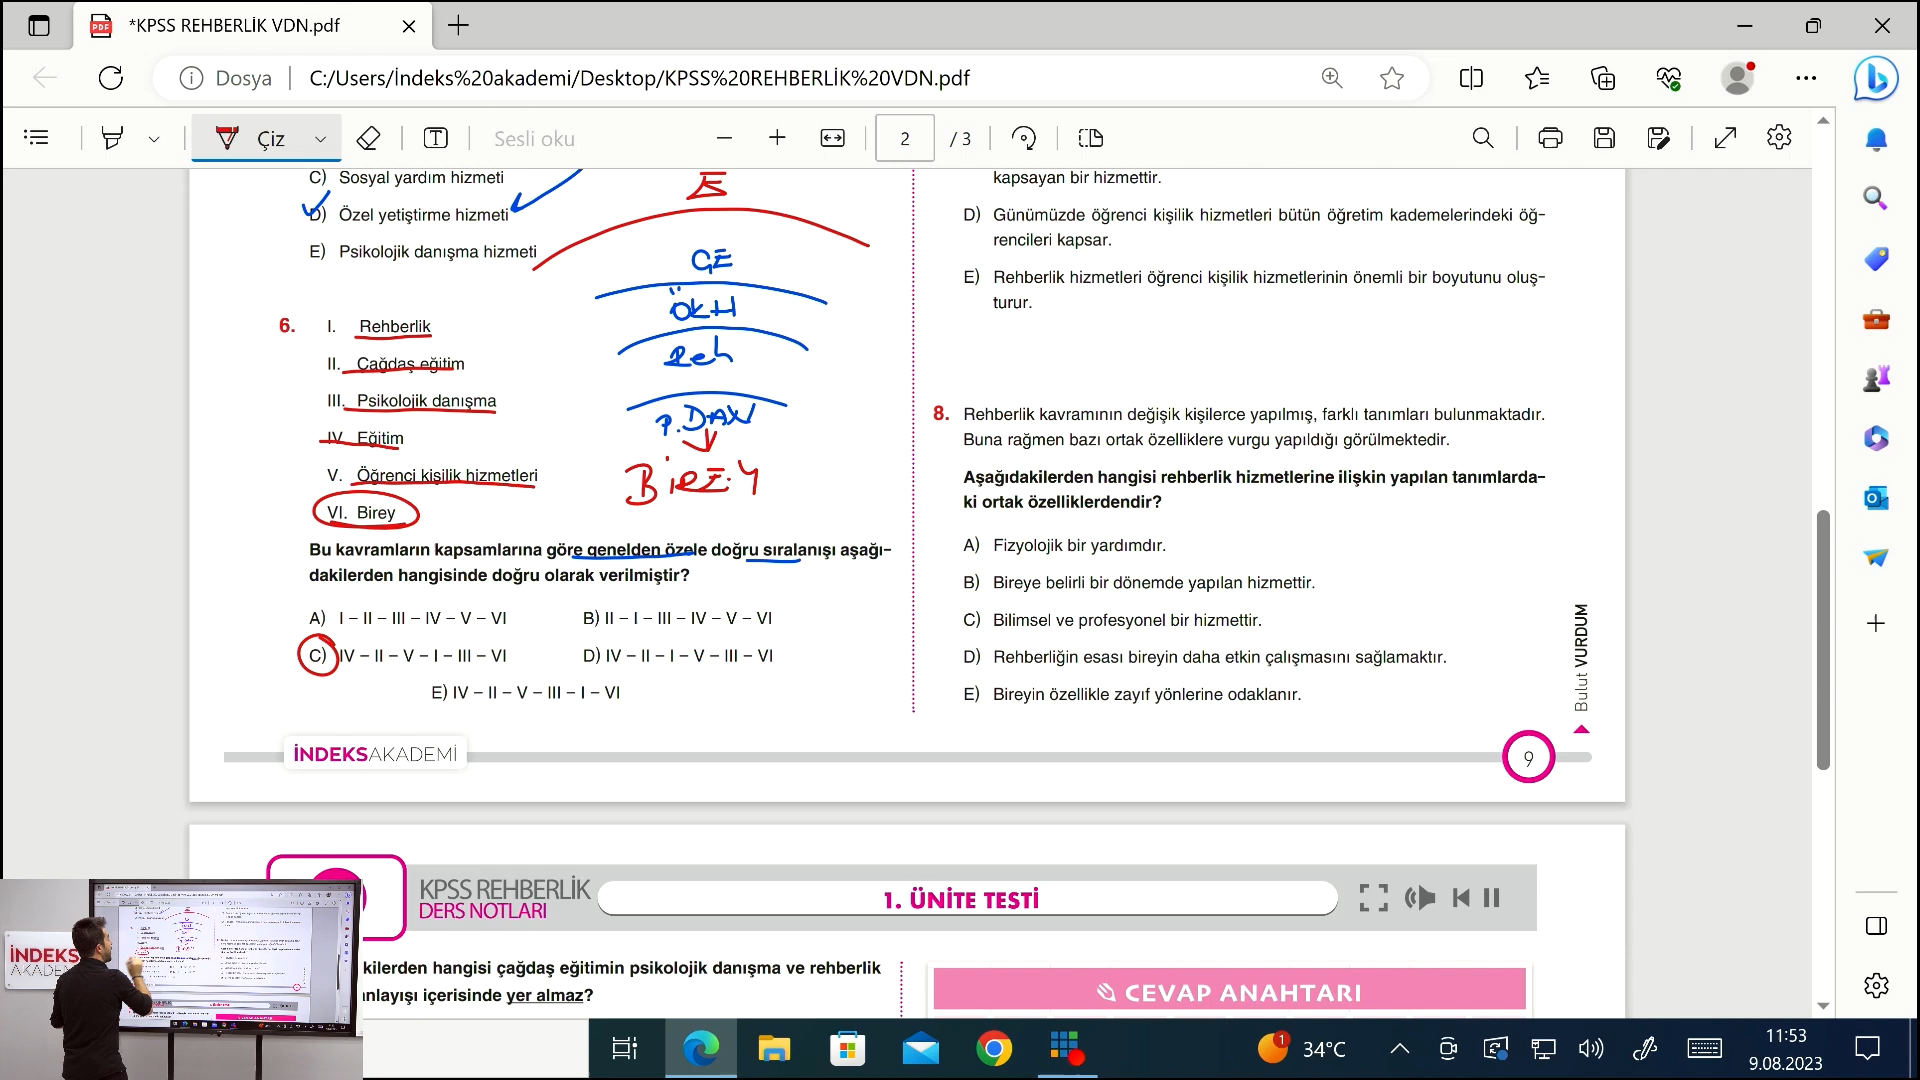 *KPSS REHBERLİK VDN.pdf
Dosya
C:/Users/İndeks%20akademi/Desktop/KPSS%20REHBERLİK%20VDN.pdf
Çiz
Sesli oku
2
/ 3
C) Sosyal yardım hizmeti
D) Özel yetiştirme hizmeti
E) Psikolojik danışma hizmeti
E
ÇE
ÖKH
Reh
P. DAN
BİREY
6. I. Rehberlik
II. Çağdaş eğitim
III. Psikolojik danışma
IV. Eğitim
V. Öğrenci kişilik hizmetleri
VI. Birey
Bu kavramların kapsamlarına göre genelden özele doğru sıralanışı aşağı-
dakilerden hangisinde doğru olarak verilmiştir?
A) I – II – III – IV – V – VI
B) II – I – III – IV – V – VI
C) IV – II – V – I – III – VI
D) IV – II – I – V – III – VI
E) IV – II – V – III – I – VI
kapsayan bir hizmettir.
D) Günümüzde öğrenci kişilik hizmetleri bütün öğretim kademelerindeki öğ-
rencileri kapsar.
E) Rehberlik hizmetleri öğrenci kişilik hizmetlerinin önemli bir boyutunu oluş-
turur.
8. Rehberlik kavramının değişik kişilerce yapılmış, farklı tanımları bulunmaktadır.
Buna rağmen bazı ortak özelliklere vurgu yapıldığı görülmektedir.
Aşağıdakilerden hangisi rehberlik hizmetlerine ilişkin yapılan tanımlarda-
ki ortak özelliklerdendir?
A) Fizyolojik bir yardımdır.
B) Bireye belirli bir dönemde yapılan hizmettir.
C) Bilimsel ve profesyonel bir hizmettir.
D) Rehberliğin esası bireyin daha etkin çalışmasını sağlamaktır.
E) Bireyin özellikle zayıf yönlerine odaklanır.
Bulut VURDUM
İNDEKSAKADEMİ
9
KPSS REHBERLİK
DERS NOTLARI
1. ÜNİTE TESTİ
kilerden hangisi çağdaş eğitimin psikolojik danışma ve rehberlik
anlayışı içerisinde yer almaz?
CEVAP ANAHTARI
İNDEKS
AKADE
1
34°C
11:53
9.08.2023